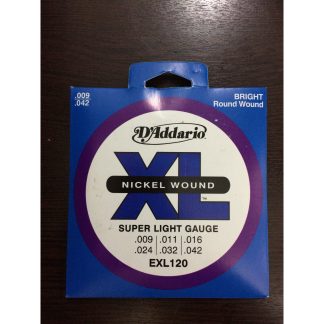 .009
.042
BRIGHT
Round Wound
D'Addario
XL
NICKEL WOUND
™
SUPER LIGHT GAUGE
.009 .011 .016
.024 .032 .042
EXL120